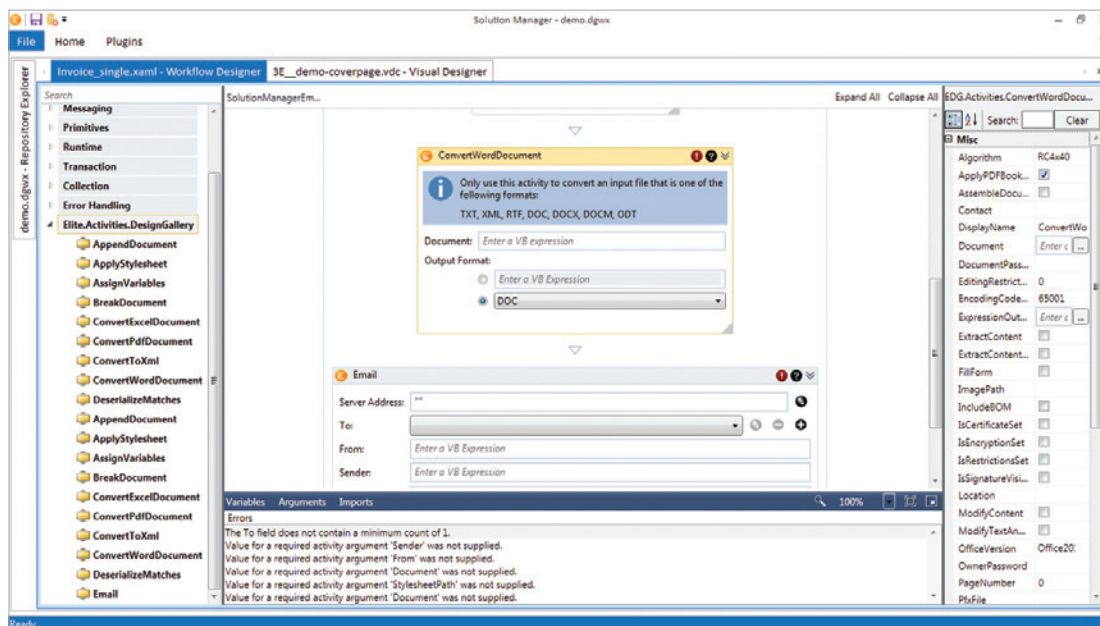 Solution Manager - demo.dgwx
File Home Plugins
demo.dgwx - Repository Explorer
Invoice_single.xaml - Workflow Designer
3E__demo-coverpage.vdc - Visual Designer
Search
Messaging
Primitives
Runtime
Transaction
Collection
Error Handling
Elite.Activities.DesignGallery
AppendDocument
ApplyStylesheet
AssignVariables
BreakDocument
ConvertExcelDocument
ConvertPdfDocument
ConvertToXml
ConvertWordDocument
DeserializeMatches
AppendDocument
ApplyStylesheet
AssignVariables
BreakDocument
ConvertExcelDocument
ConvertPdfDocument
ConvertToXml
ConvertWordDocument
DeserializeMatches
Email
SolutionManagerEm...
Expand All Collapse All
ConvertWordDocument
Only use this activity to convert an input file that is one of the
following formats:
TXT, XML, RTF, DOC, DOCX, DOCM, ODT
Document: Enter a VB expression
Output Format:
Enter a VB Expression
DOC
Email
Server Address: ""
To:
From: Enter a VB Expression
Sender: Enter a VB Expression
Variables Arguments Imports 100%
Errors
The To field does not contain a minimum count of 1.
Value for a required activity argument 'Sender' was not supplied.
Value for a required activity argument 'From' was not supplied.
Value for a required activity argument 'Document' was not supplied.
Value for a required activity argument 'StylesheetPath' was not supplied.
Value for a required activity argument 'Document' was not supplied.
EDG.Activities.ConvertWordDocu...
Search: Clear
Misc
Algorithm RC4x40
ApplyPDFBook...
AssembleDocu...
Contact
DisplayName ConvertWo
Document Enter ...
DocumentPass...
EditingRestrict... 0
EncodingCode... 65001
ExpressionOut... Enter ...
ExtractContent
ExtractContent...
FillForm
ImagePath
IncludeBOM
IsCertificateSet
IsEncryptionSet
IsRestrictionsSet
IsSignatureVisi...
Location
ModifyContent
ModifyTextAn...
OfficeVersion Office20
OwnerPassword
PageNumber 0
PfxFile
Ready